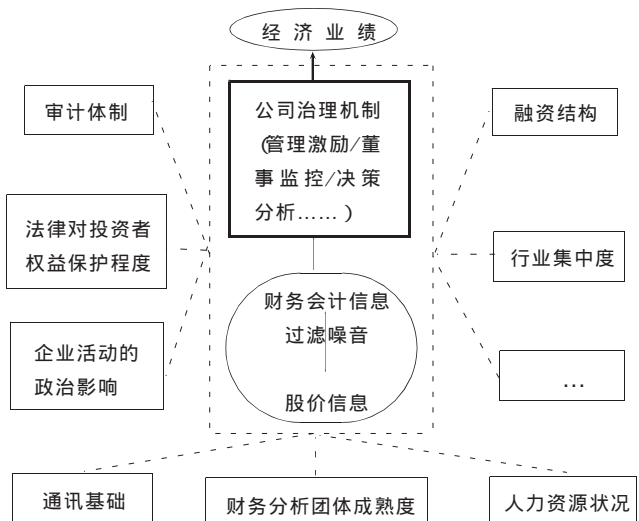 经济业绩
审计体制
公司治理机制
(管理激励/董
事监控/决策
分析……)
融资结构
法律对投资者
权益保护程度
行业集中度
财务会计信息
过滤噪音
股价信息
企业活动的
政治影响
…
通讯基础
财务分析团体成熟度
人力资源状况